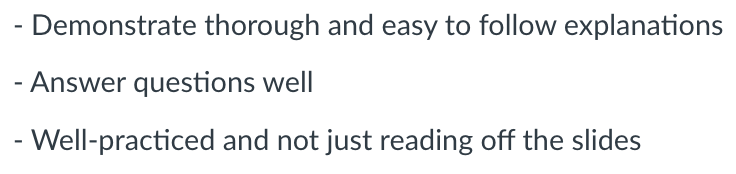 - Demonstrate thorough and easy to follow explanations
- Answer questions well
- Well-practiced and not just reading off the slides